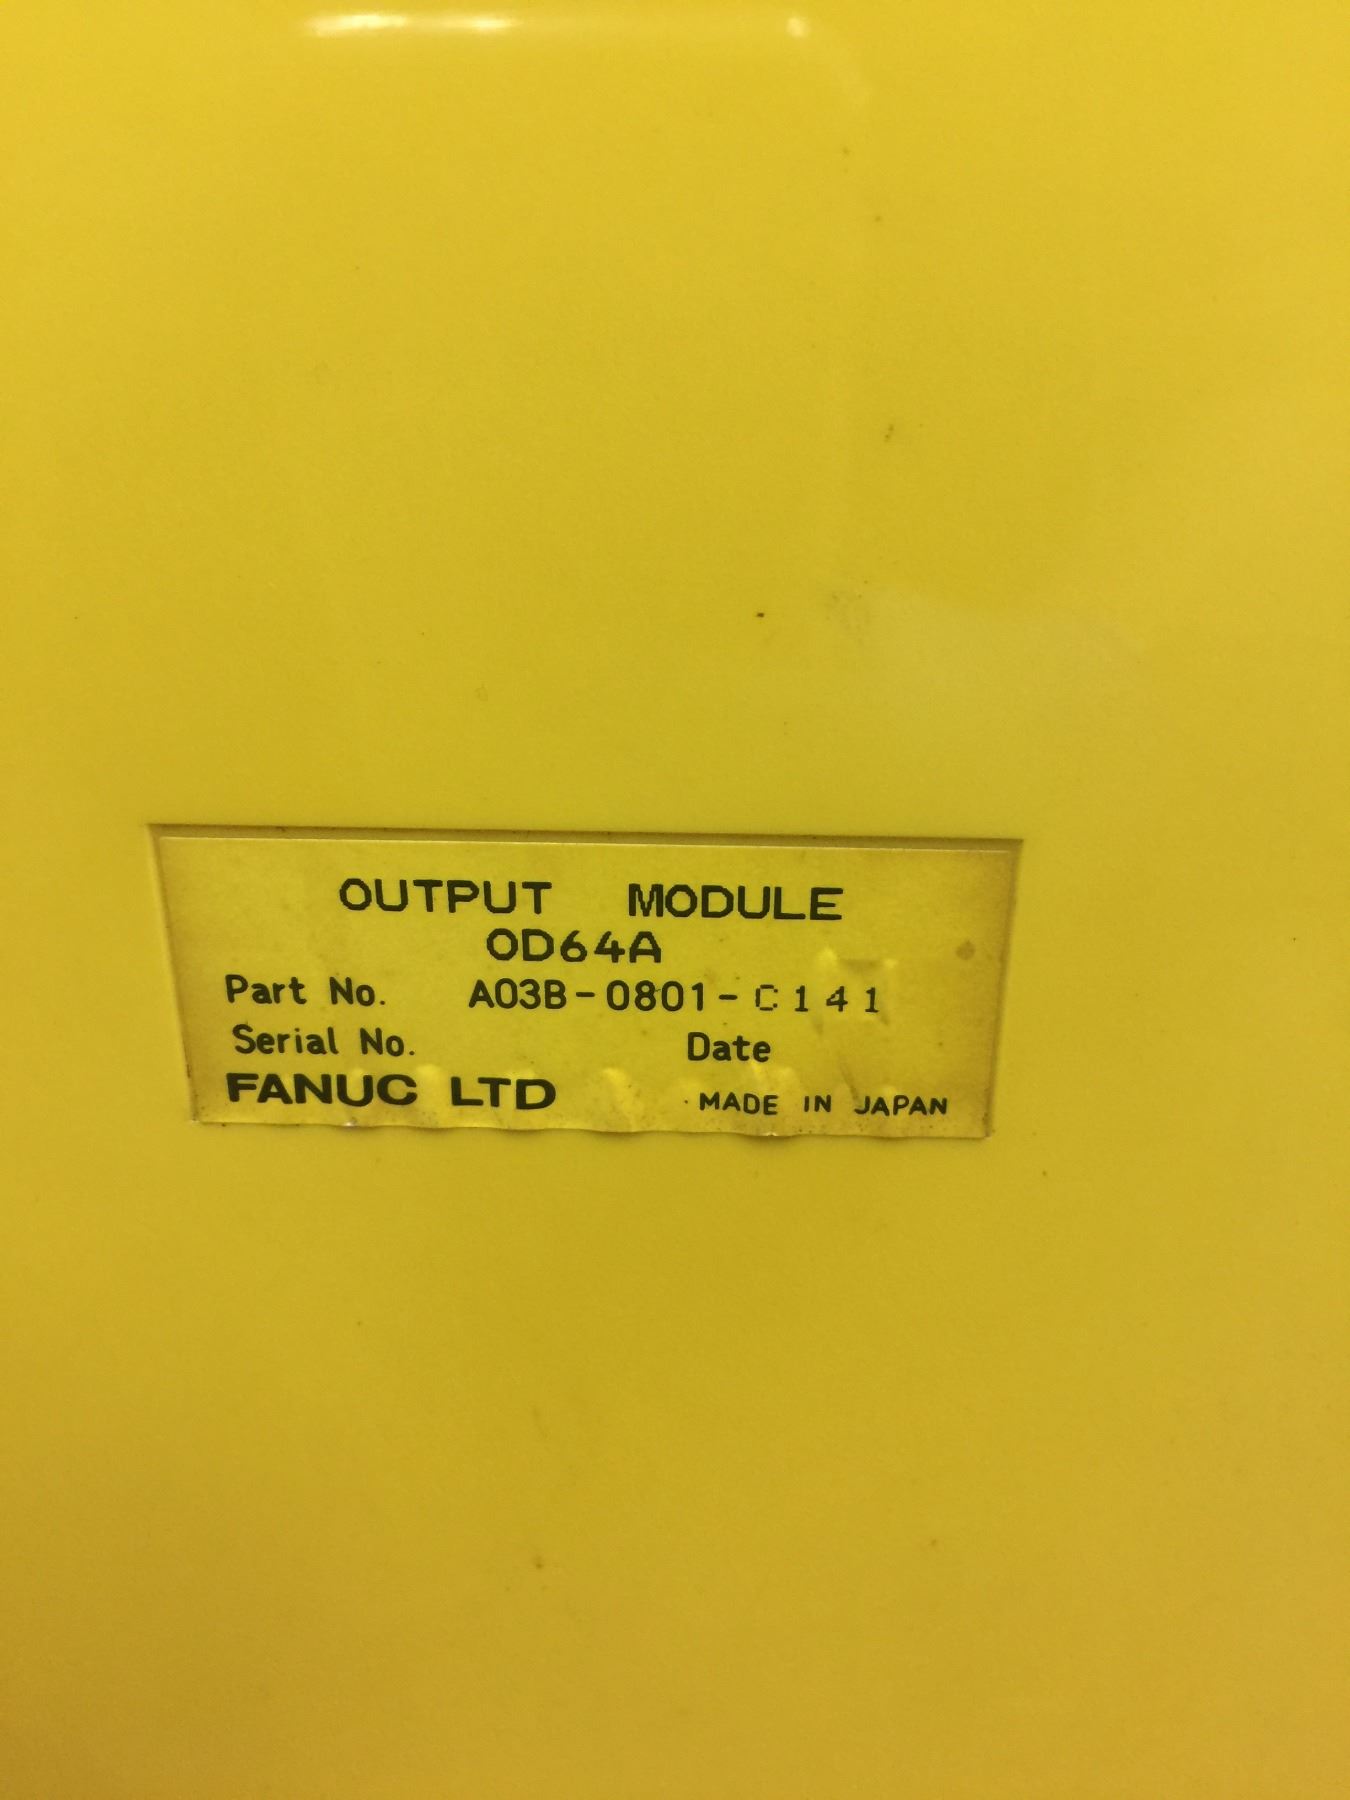 OUTPUT MODULE
OD64A
Part No. A03B-0801-C141
Serial No. Date
FANUC LTD MADE IN JAPAN